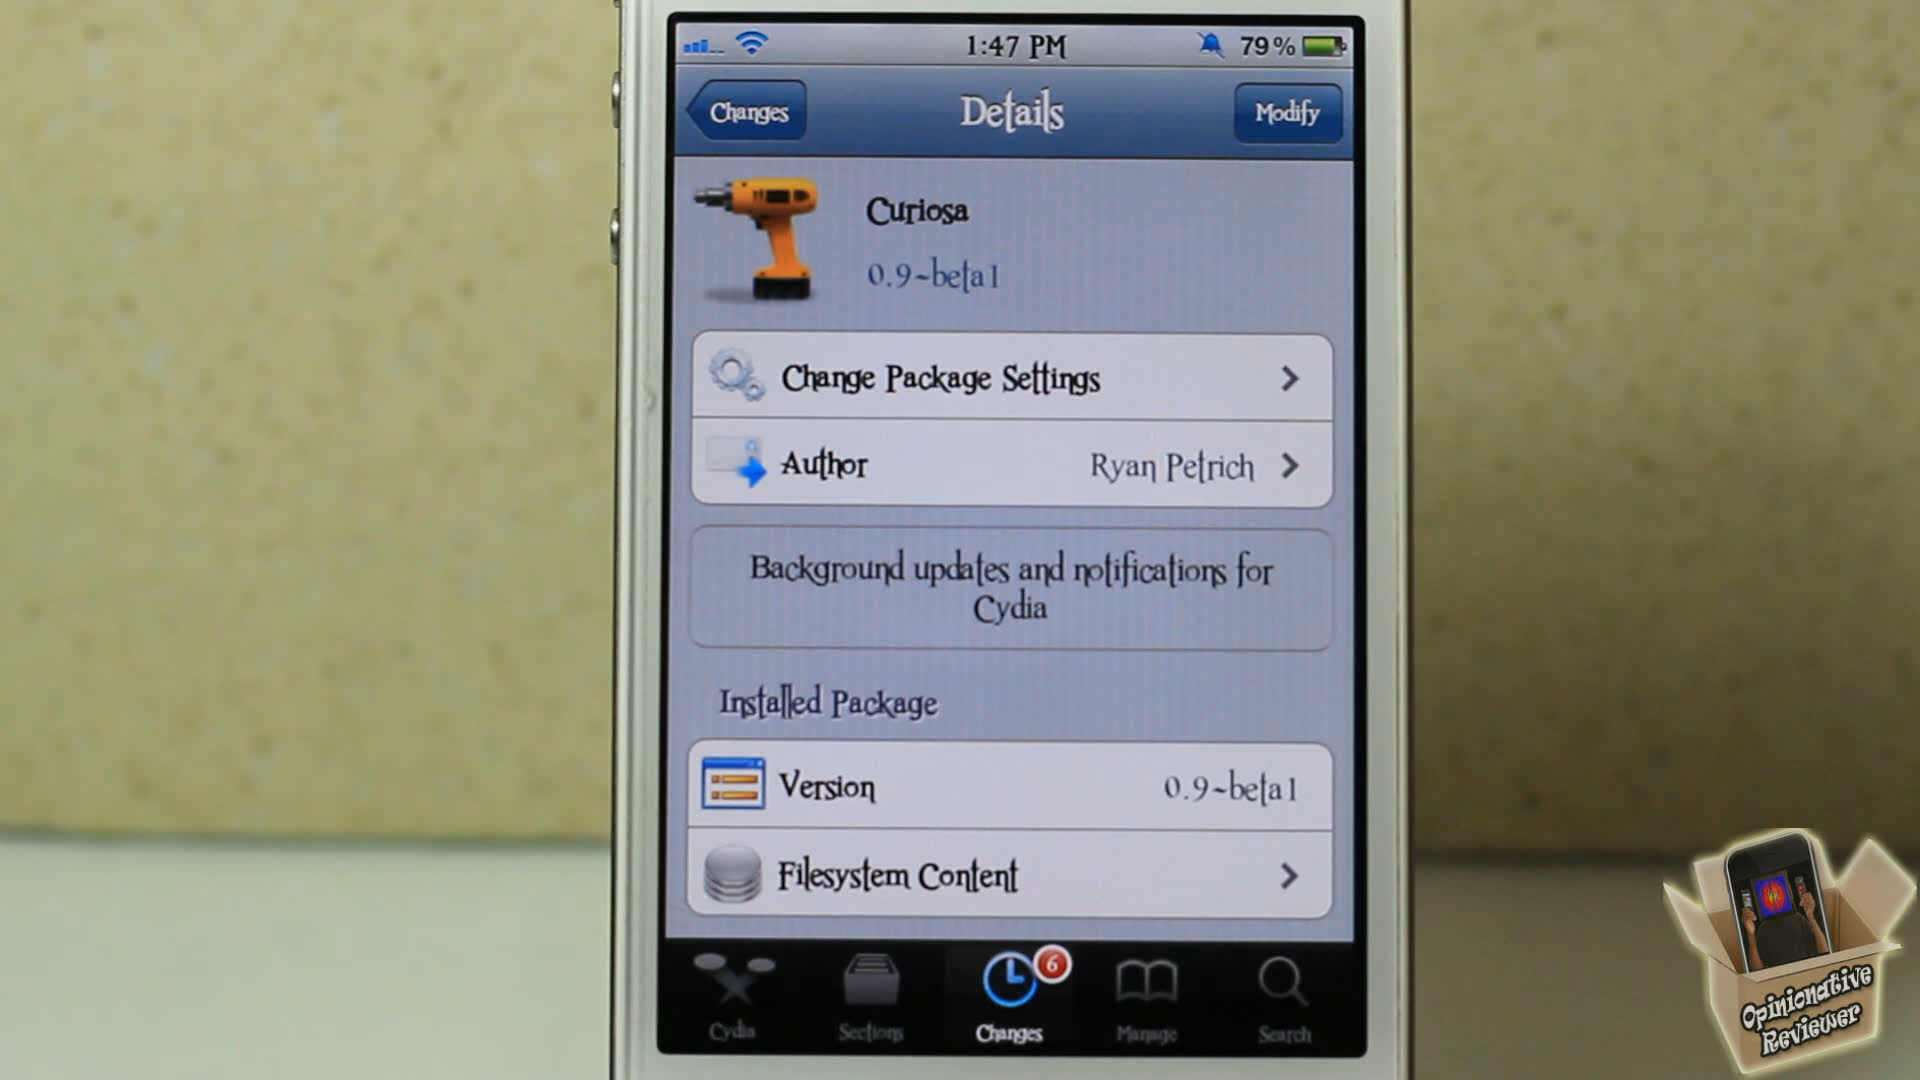 1:47 PM
79%
Changes
Details
Modify
Curiosa
0.9~beta1
Change Package Settings
Author
Ryan Petrich
Background updates and notifications for
Cydia
Installed Package
Version
0.9~beta1
Filesystem Content
6
Cydia
Sections
Changes
Manage
Search
Opinionative
Reviewer